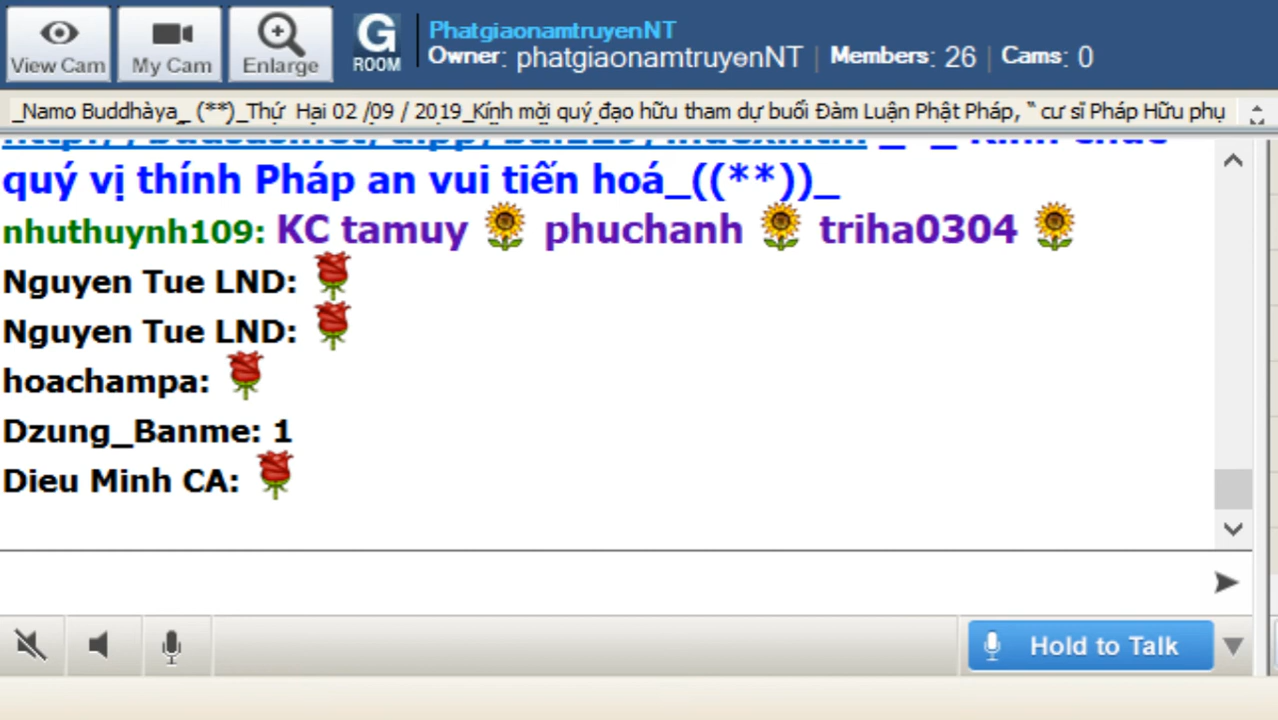 PhatgiaonamtruyenNT
View Cam
My Cam
Enlarge
G
ROOM
Owner: phatgiaonamtruyenNT | Members: 26 | Cams: 0
_Namo Buddhàya_ (**)_Thứ Hại 02 /09 / 2019_Kính mời quý đạo hữu tham dự buổi Đàm Luận Phật Pháp, “ cư sĩ Pháp Hữu phụ
quý vị thính Pháp an vui tiến hoá_((**))_
nhuthuynh109: KC tamuy phuchanh triha0304
Nguyen Tue LND:
Nguyen Tue LND:
hoachampa:
Dzung_Banme: 1
Dieu Minh CA:
Hold to Talk